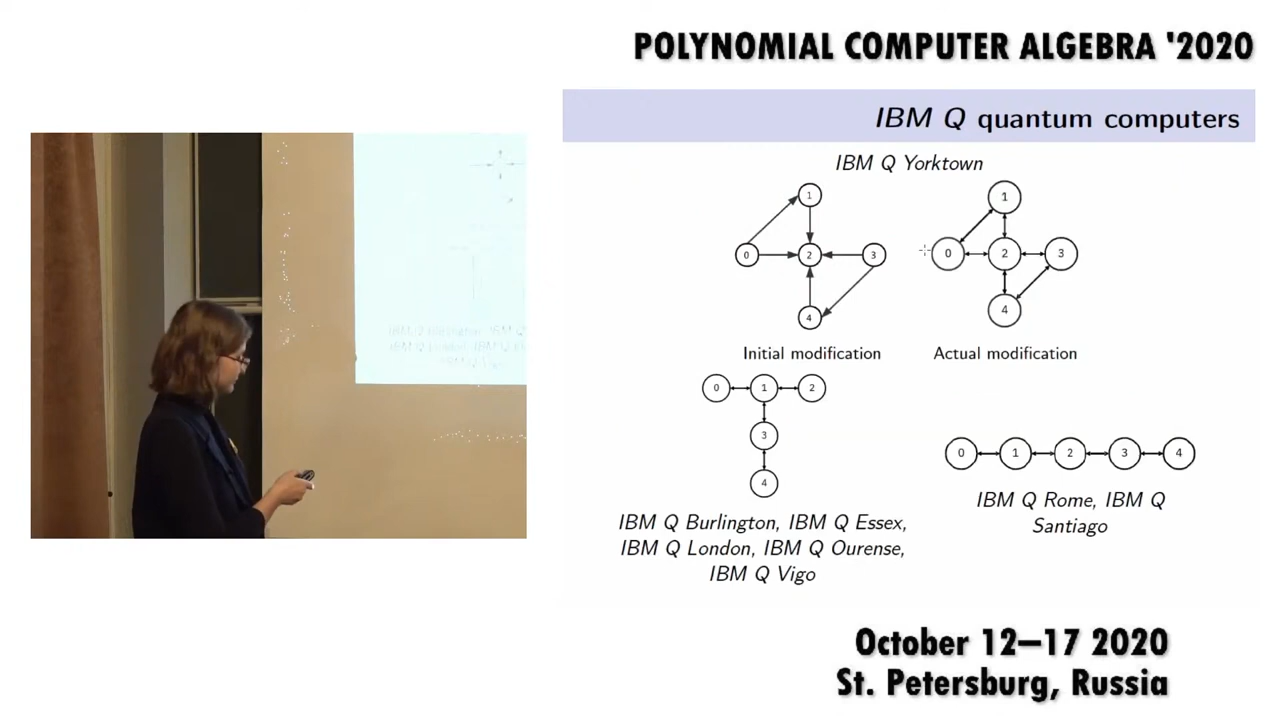 POLYNOMIAL COMPUTER ALGEBRA '2020
IBM Q quantum computers
IBM Q Yorktown
1
0
2
3
4
1
0
2
3
4
Initial modification
Actual modification
0
1
2
3
4
0
1
2
3
4
IBM Q Burlington, IBM Q Essex,
IBM Q London, IBM Q Ourense,
IBM Q Vigo
IBM Q Rome, IBM Q
Santiago
October 12–17 2020
St. Petersburg, Russia